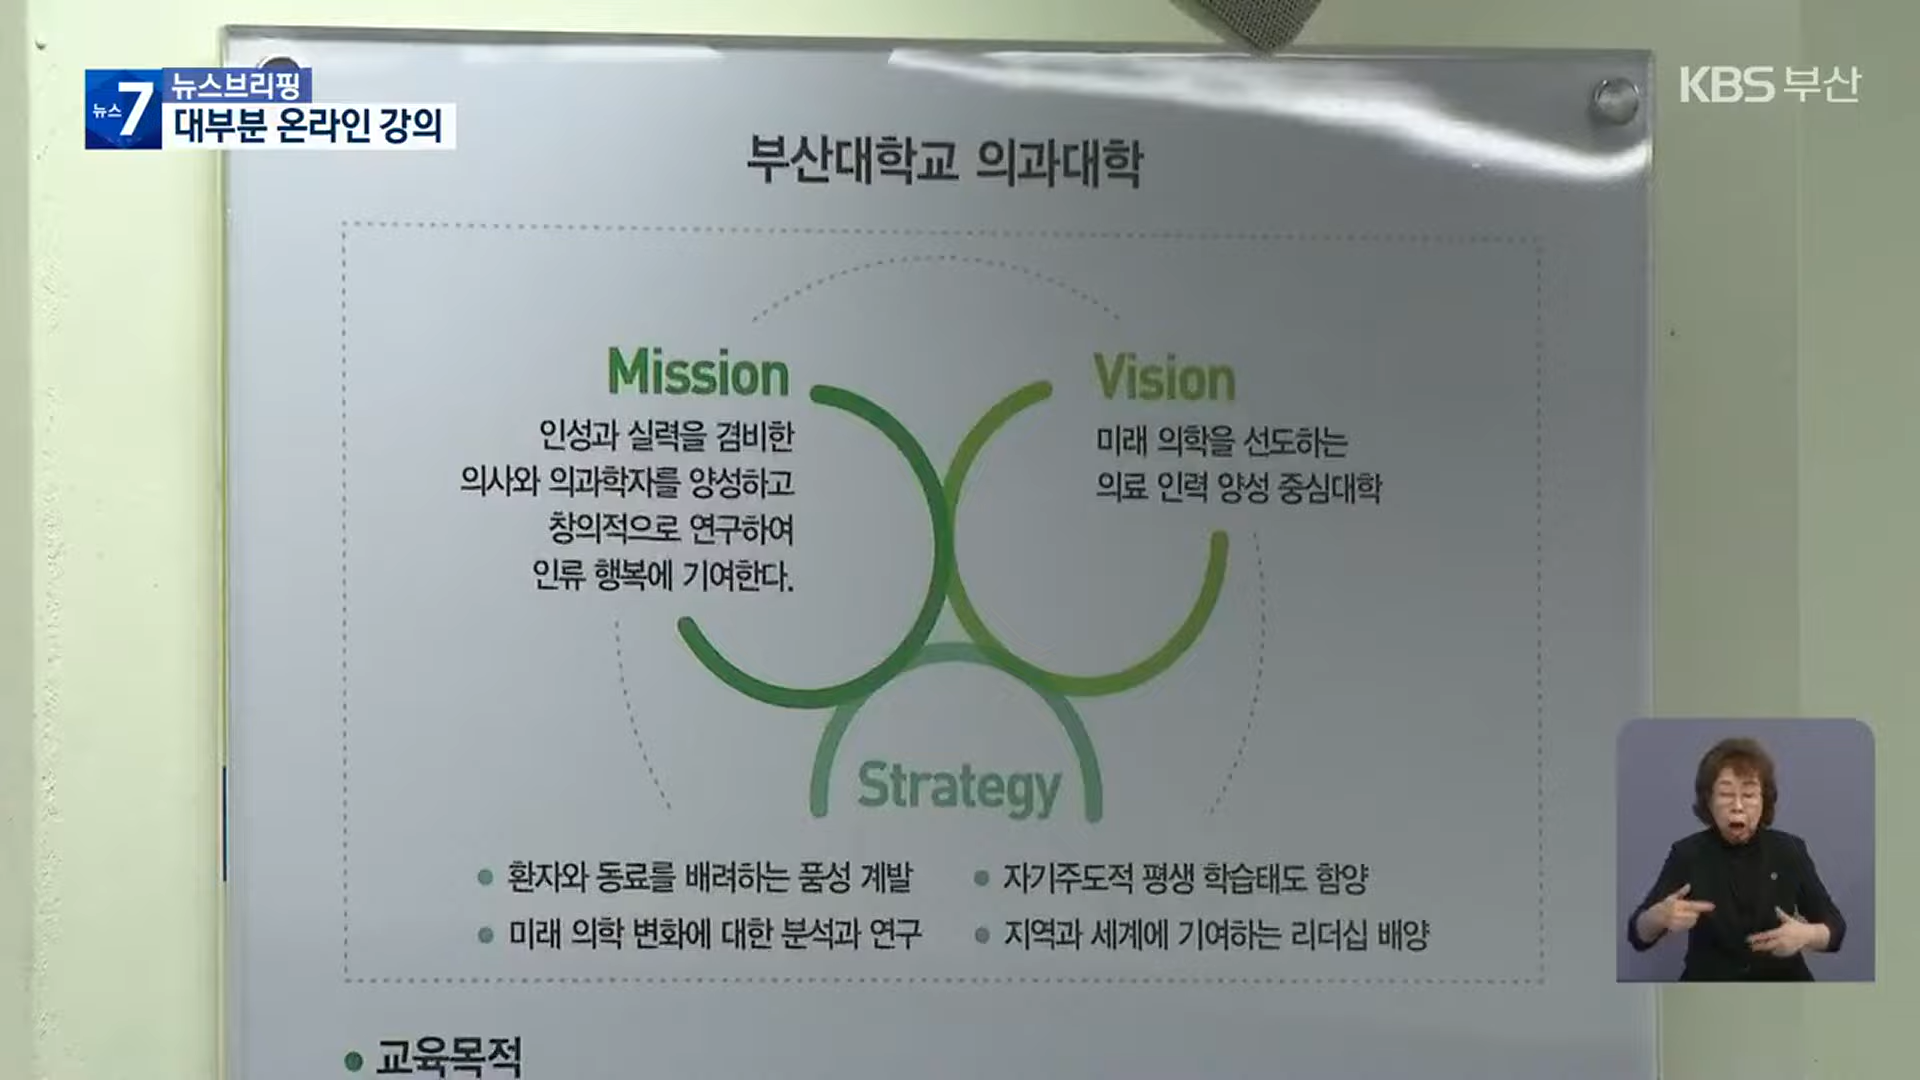 뉴스브리핑
뉴스7
대부분 온라인 강의
KBS 부산
부산대학교 의과대학
Mission
인성과 실력을 겸비한
의사와 의과학자를 양성하고
창의적으로 연구하여
인류 행복에 기여한다.
Vision
미래 의학을 선도하는
의료 인력 양성 중심대학
Strategy
• 환자와 동료를 배려하는 품성 계발
• 미래 의학 변화에 대한 분석과 연구
• 자기주도적 평생 학습태도 함양
• 지역과 세계에 기여하는 리더십 배양
• 교육목적